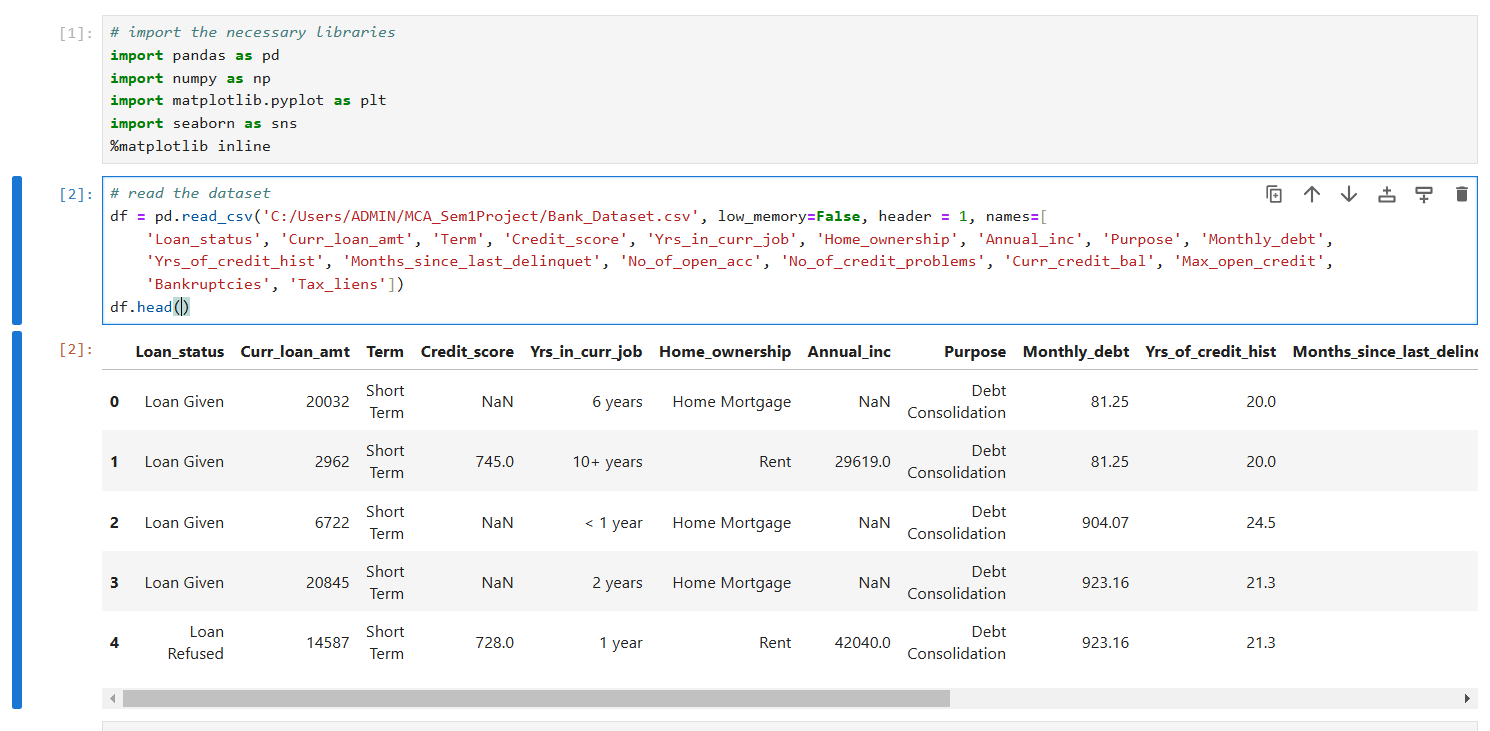 [1]:
# import the necessary libraries
import pandas as pd
import numpy as np
import matplotlib.pyplot as plt
import seaborn as sns
%matplotlib inline
[2]:
# read the dataset
df = pd.read_csv('C:/Users/ADMIN/MCA_Sem1Project/Bank_Dataset.csv', low_memory=False, header = 1, names=[
'Loan_status', 'Curr_loan_amt', 'Term', 'Credit_score', 'Yrs_in_curr_job', 'Home_ownership', 'Annual_inc', 'Purpose', 'Monthly_debt',
'Yrs_of_credit_hist', 'Months_since_last_delinquet', 'No_of_open_acc', 'No_of_credit_problems', 'Curr_credit_bal', 'Max_open_credit',
'Bankruptcies', 'Tax_liens'])
df.head()
[2]:
Loan_status Curr_loan_amt Term Credit_score Yrs_in_curr_job Home_ownership Annual_inc Purpose Monthly_debt Yrs_of_credit_hist Months_since_last_delinq
0 Loan Given 20032 Short Term NaN 6 years Home Mortgage NaN Debt Consolidation 81.25 20.0
1 Loan Given 2962 Short Term 745.0 10+ years Rent 29619.0 Debt Consolidation 81.25 20.0
2 Loan Given 6722 Short Term NaN < 1 year Home Mortgage NaN Debt Consolidation 904.07 24.5
3 Loan Given 20845 Short Term NaN 2 years Home Mortgage NaN Debt Consolidation 923.16 21.3
4 Loan Refused 14587 Short Term 728.0 1 year Rent 42040.0 Debt Consolidation 923.16 21.3